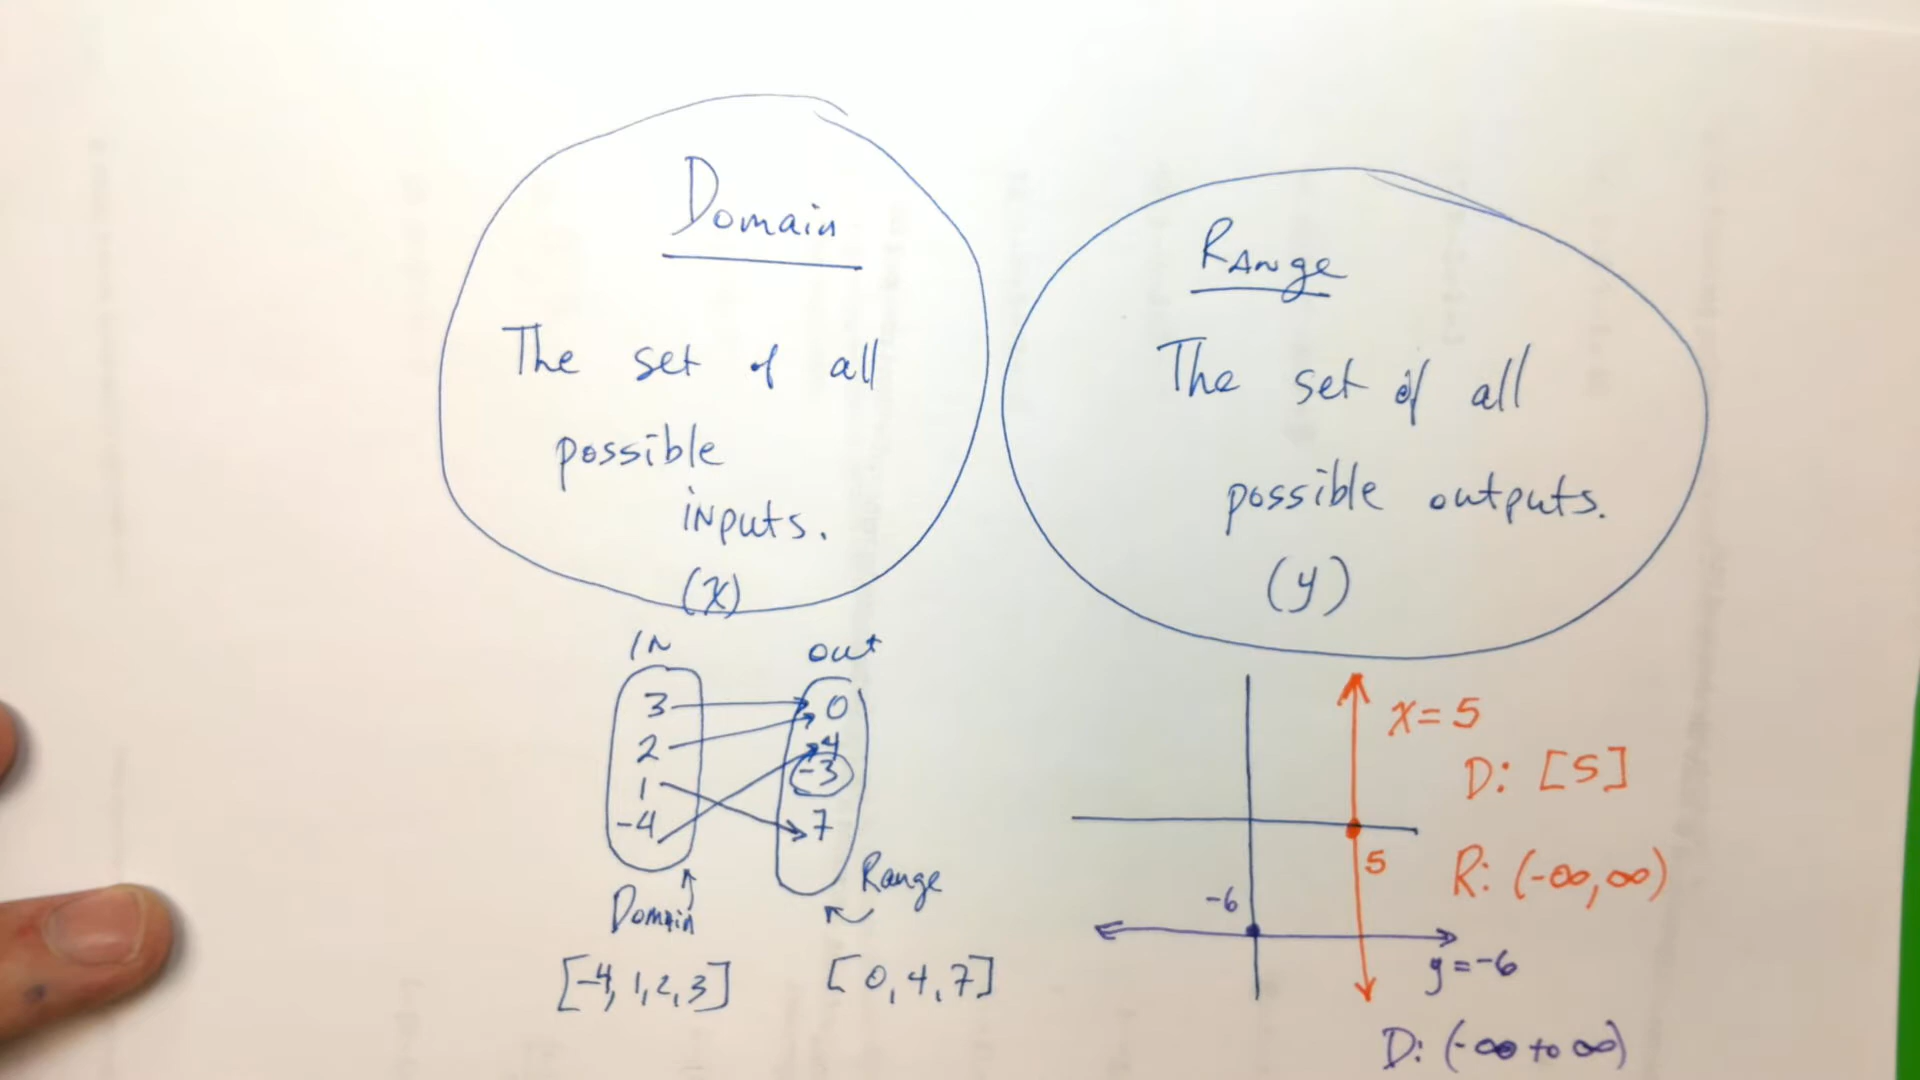 Domain
The set of all
possible
inputs.
(x)
Range
The set of all
possible outputs.
(y)
IN
3
2
1
-4
Domain
[-4, 1, 2, 3]
out
0
4
-3
7
Range
[0, 4, 7]
x = 5
D: [5]
R: (-∞, ∞)
5
-6
y = -6
D: (-∞ to ∞)